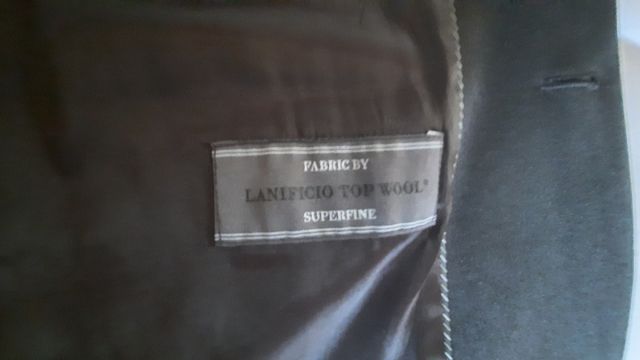 FABRIC BY
LANIFICIO TOP WOOL®
SUPERFINE